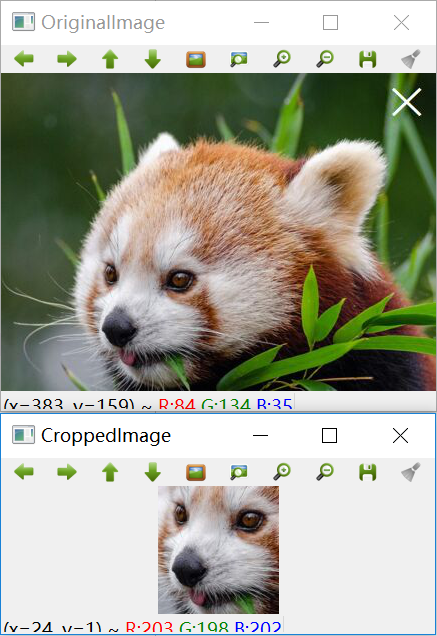 OriginalImage
(x=383, y=159) ~ R:84 G:134 B:35
CroppedImage
(x=24, y=1) ~ R:203 G:198 B:202